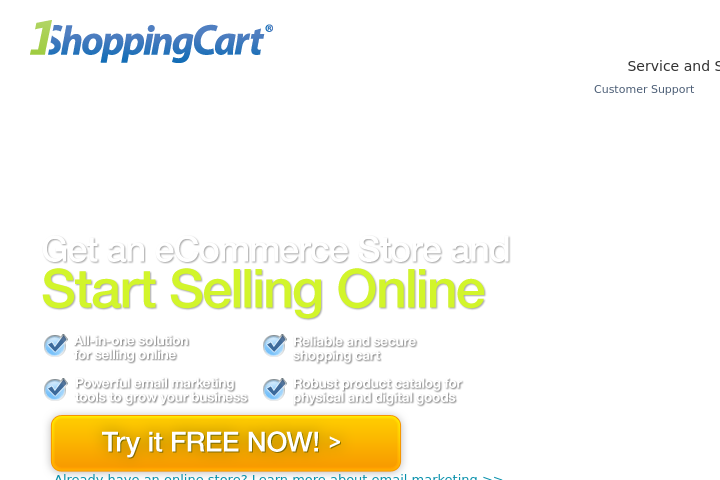 1ShoppingCart®
Service and S
Customer Support
Get an eCommerce Store and
Start Selling Online
All-in-one solution
for selling online
Reliable and secure
shopping cart
Powerful email marketing
tools to grow your business
Robust product catalog for
physical and digital goods
Try it FREE NOW! >
Already have an online store? Learn more about email marketing >>